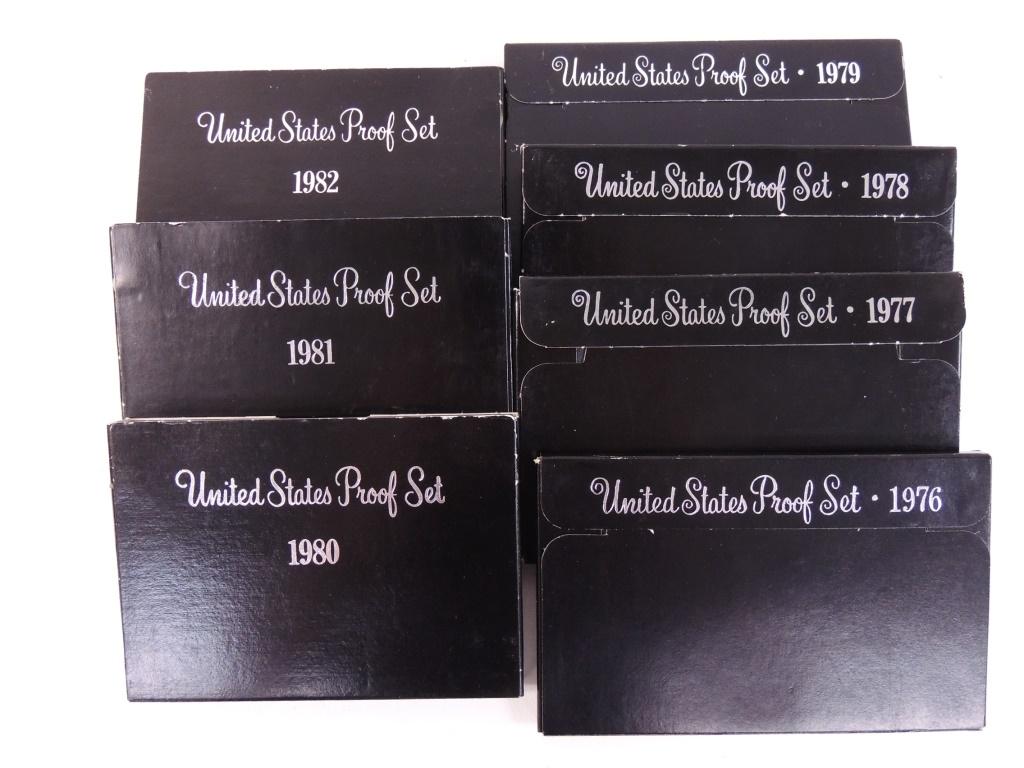 United States Proof Set
1982
United States Proof Set
1981
United States Proof Set
1980
United States Proof Set · 1979
United States Proof Set · 1978
United States Proof Set · 1977
United States Proof Set · 1976